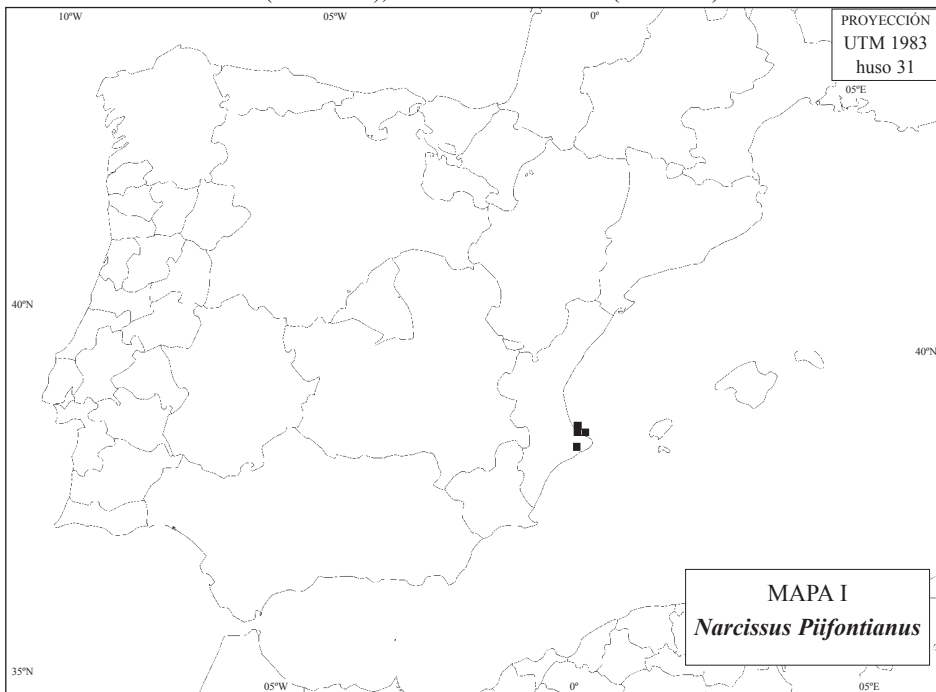 10ºW
05ºW
0º
PROYECCIÓN
UTM 1983
huso 31
05ºE
40ºN
40ºN
MAPA I
Narcissus Piifontianus
35ºN
05ºW
0º
05ºE